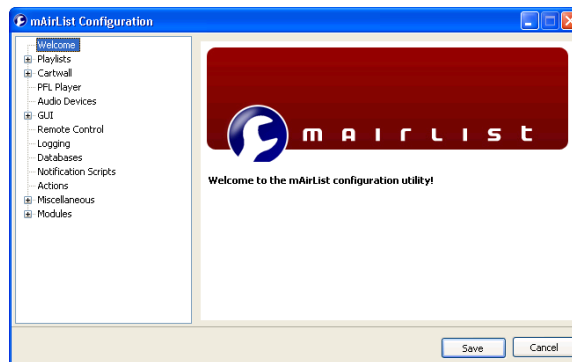 mAirList Configuration
Welcome
Playlists
Cartwall
PFL Player
Audio Devices
GUI
Remote Control
Logging
Databases
Notification Scripts
Actions
Miscellaneous
Modules
mAIrLISt
Welcome to the mAirList configuration utility!
Save
Cancel